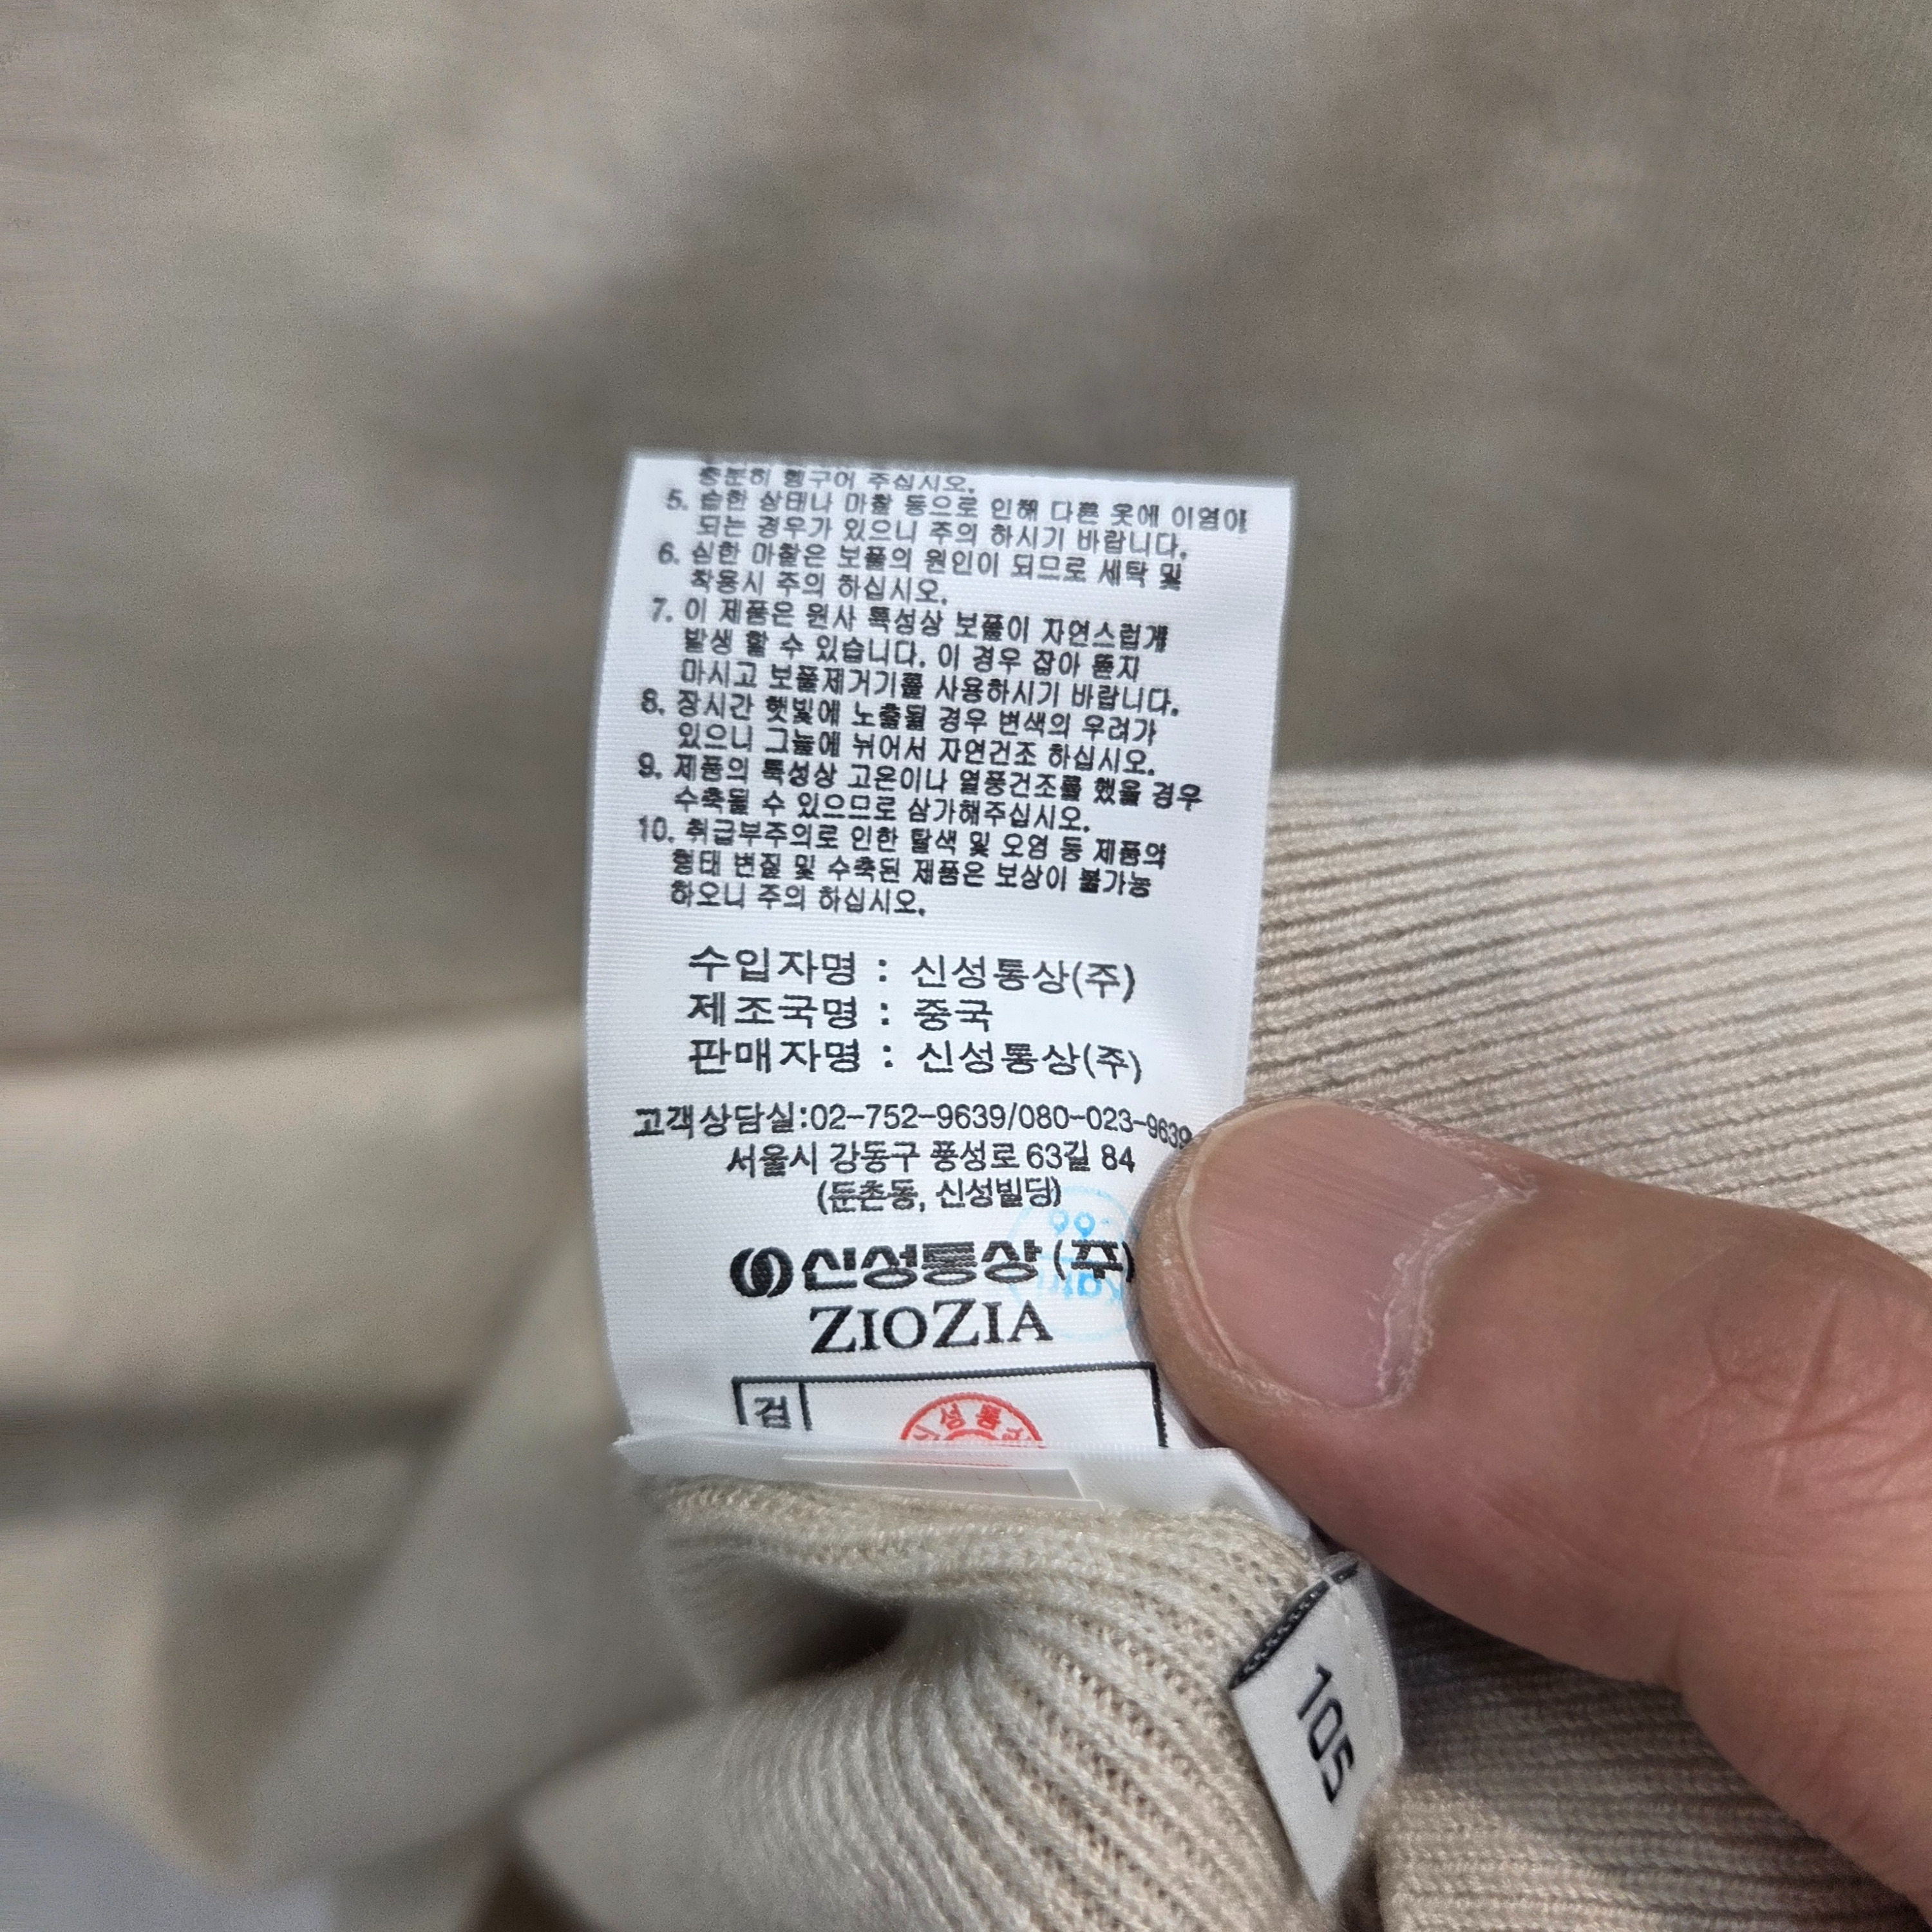 충분히 헹구어 주십시오.
5. 습한 상태나 마찰 등으로 인해 다른 옷에 이염이
되는 경우가 있으니 주의 하시기 바랍니다.
6. 심한 마찰은 보풀의 원인이 되므로 세탁 및
착용시 주의 하십시오.
7. 이 제품은 원사 특성상 보풀이 자연스럽게
발생 할 수 있습니다. 이 경우 잡아 뜯지
마시고 보풀제거기를 사용하시기 바랍니다.
8. 장시간 햇빛에 노출될 경우 변색의 우려가
있으니 그늘에 뉘어서 자연건조 하십시오.
9. 제품의 특성상 고온이나 열풍건조를 했을 경우
수축될 수 있으므로 삼가해주십시오.
10. 취급부주의로 인한 탈색 및 오염 등 제품의
형태 변질 및 수축된 제품은 보상이 불가능
하오니 주의 하십시오.
수입자명 : 신성통상(주)
제조국명 : 중국
판매자명 : 신성통상(주)
고객상담실:02-752-9639/080-023-9639
서울시 강동구 풍성로 63길 84
(둔촌동, 신성빌딩)
신성통상(주)
ZIOZIA
검
성통
105